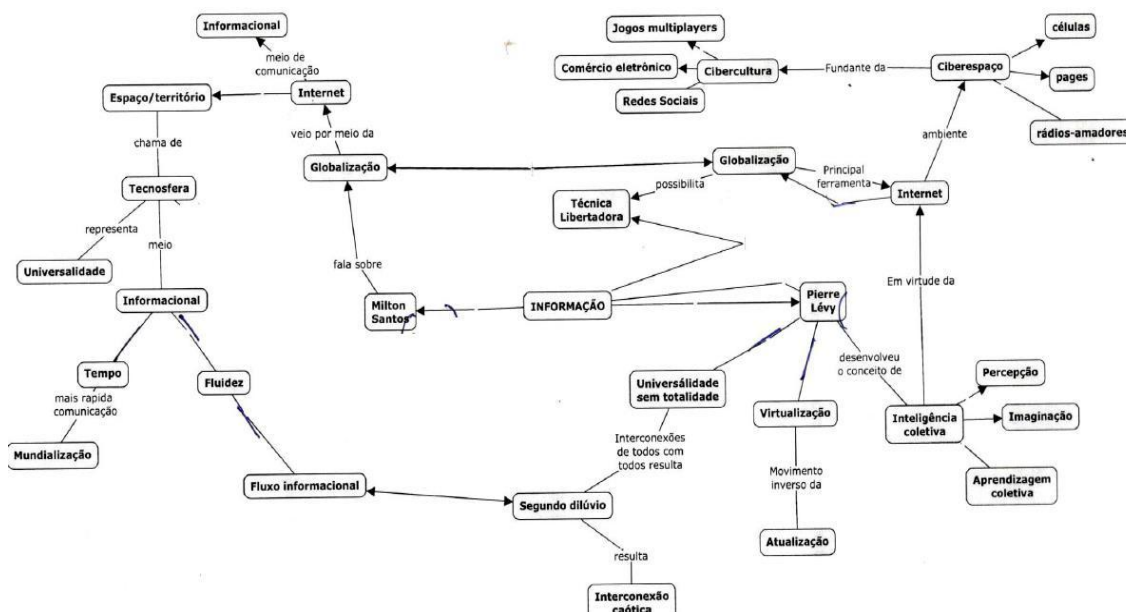 Informacional
meio de
comunicação
Espaço/território
Internet
chama de
veio por meio da
Globalização
Tecnosfera
representa
meio
Universalidade
fala sobre
Informacional
Milton
Santos
INFORMAÇÃO
Tempo
Fluidez
mais rapida
comunicação
Mundialização
Fluxo informacional
Jogos multiplayers
Comércio eletrônico
Cibercultura
Redes Sociais
Fundante da
Ciberespaço
células
pages
rádios-amadores
ambiente
Globalização
Principal
ferramenta
Internet
possibilita
Técnica
Libertadora
Em virtude da
Pierre
Lévy
desenvolveu
o conceito de
Universálidade
sem totalidade
Virtualização
Inteligência
coletiva
Percepção
Imaginação
Aprendizagem
coletiva
Interconexões
de todos com
todos resulta
Movimento
inverso da
Segundo dilúvio
Atualização
resulta
Interconexão
caótica